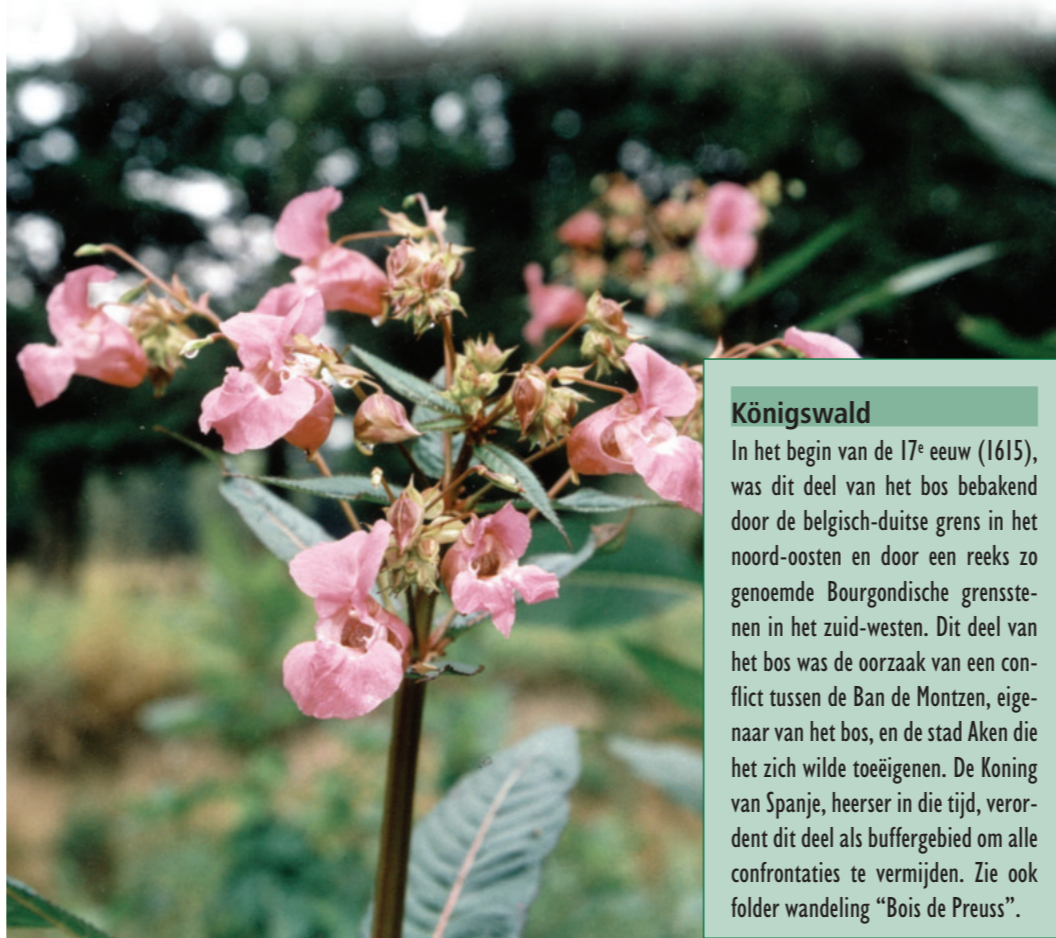 Königswald
In het begin van de 17e eeuw (1615),
was dit deel van het bos bebakend
door de belgisch-duitse grens in het
noord-oosten en door een reeks zo
genoemde Bourgondische grensste-
nen in het zuid-westen. Dit deel van
het bos was de oorzaak van een con-
flict tussen de Ban de Montzen, eige-
naar van het bos, en de stad Aken die
het zich wilde toeëigenen. De Koning
van Spanje, heerser in die tijd, veror-
dent dit deel als buffergebied om alle
confrontaties te vermijden. Zie ook
folder wandeling “Bois de Preuss”.